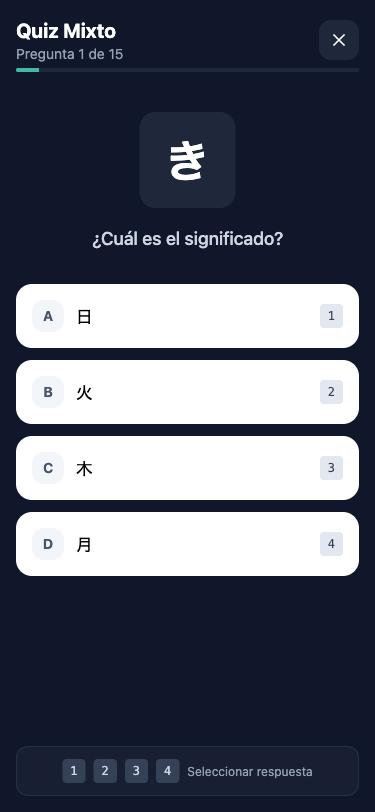 Quiz Mixto
Pregunta 1 de 15
き
¿Cuál es el significado?
A 日 1
B 火 2
C 木 3
D 月 4
1 2 3 4 Seleccionar respuesta